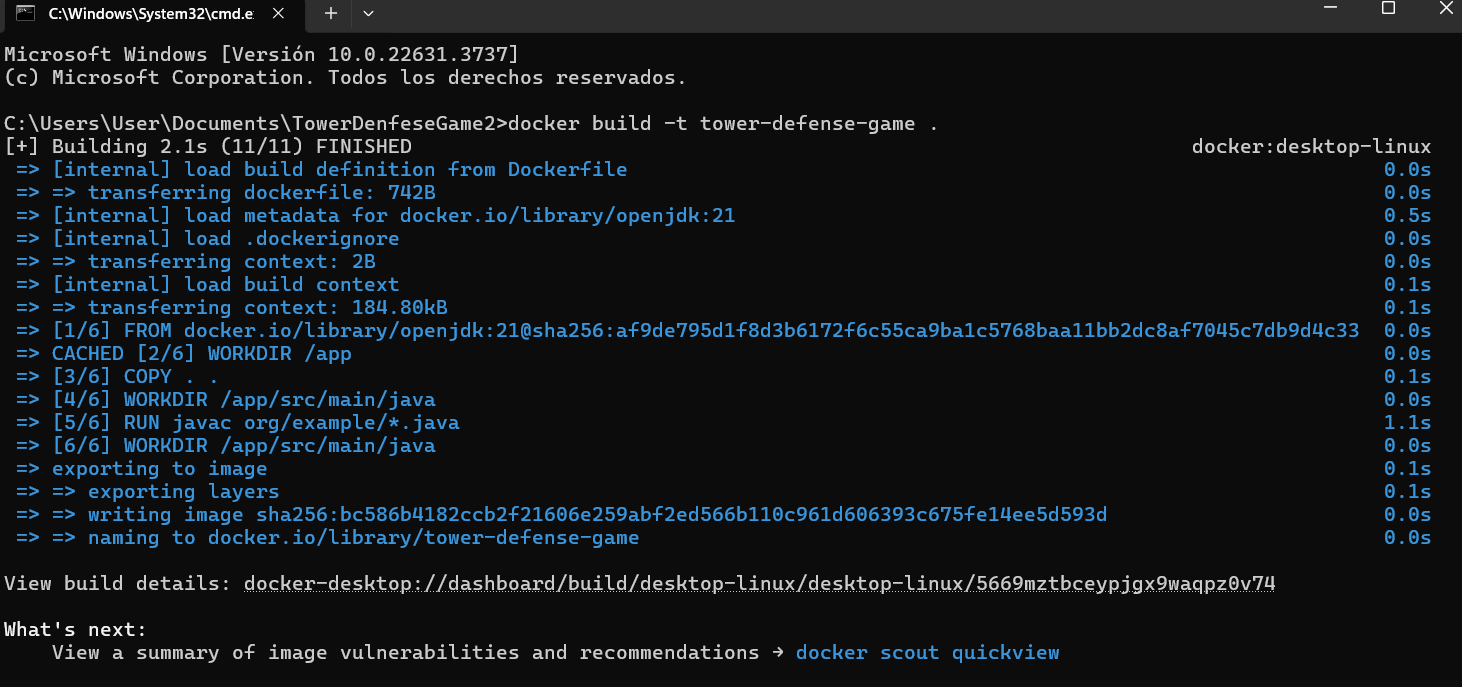 C:\Windows\System32\cmd.e
Microsoft Windows [Versión 10.0.22631.3737]
(c) Microsoft Corporation. Todos los derechos reservados.
C:\Users\User\Documents\TowerDenfeseGame2>docker build -t tower-defense-game .
[+] Building 2.1s (11/11) FINISHED docker:desktop-linux
=> [internal] load build definition from Dockerfile 0.0s
=> => transferring dockerfile: 742B 0.0s
=> [internal] load metadata for docker.io/library/openjdk:21 0.5s
=> [internal] load .dockerignore 0.0s
=> => transferring context: 2B 0.0s
=> [internal] load build context 0.1s
=> => transferring context: 184.80kB 0.1s
=> [1/6] FROM docker.io/library/openjdk:21@sha256:af9de795d1f8d3b6172f6c55ca9ba1c5768baa11bb2dc8af7045c7db9d4c33 0.0s
=> CACHED [2/6] WORKDIR /app 0.0s
=> [3/6] COPY . . 0.1s
=> [4/6] WORKDIR /app/src/main/java 0.0s
=> [5/6] RUN javac org/example/*.java 1.1s
=> [6/6] WORKDIR /app/src/main/java 0.0s
=> exporting to image 0.1s
=> => exporting layers 0.1s
=> => writing image sha256:bc586b4182ccb2f21606e259abf2ed566b110c961d606393c675fe14ee5d593d 0.0s
=> => naming to docker.io/library/tower-defense-game 0.0s
View build details: docker-desktop://dashboard/build/desktop-linux/desktop-linux/5669mztbceypjgx9waqpz0v74
What's next:
View a summary of image vulnerabilities and recommendations → docker scout quickview